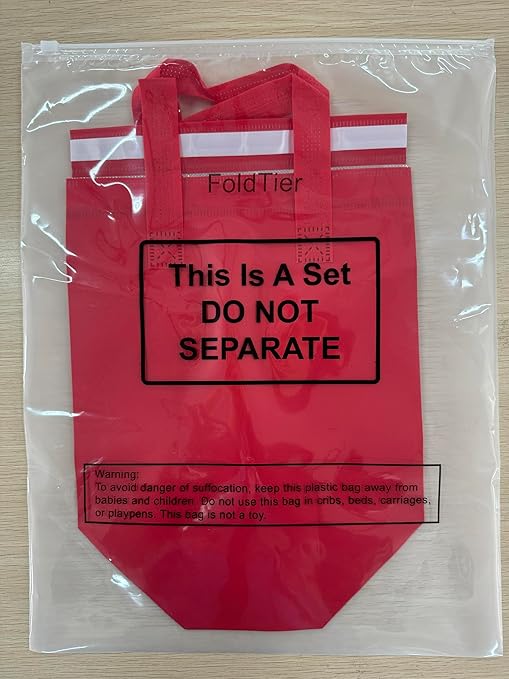 FoldTier
This Is A Set
DO NOT
SEPARATE
Warning:
To avoid danger of suffocation, keep this plastic bag away from
babies and children. Do not use this bag in cribs, beds, carriages,
or playpens. This bag is not a toy.